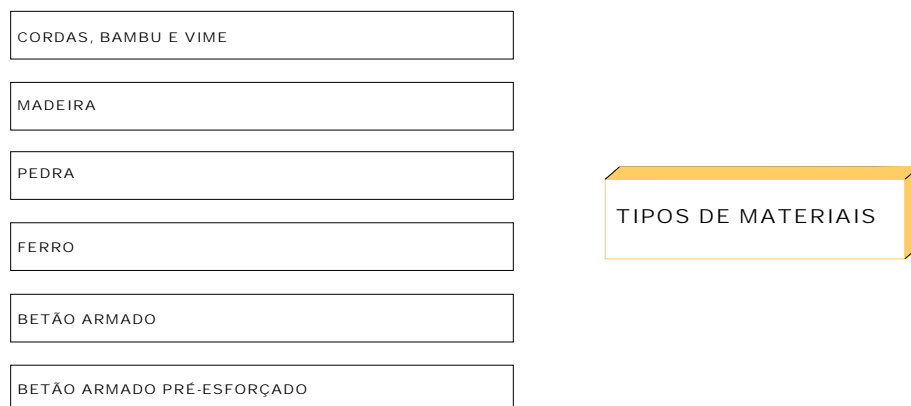 CORDAS, BAMBU E VIME
MADEIRA
PEDRA
TIPOS DE MATERIAIS
FERRO
BETÃO ARMADO
BETÃO ARMADO PRÉ-ESFORÇADO